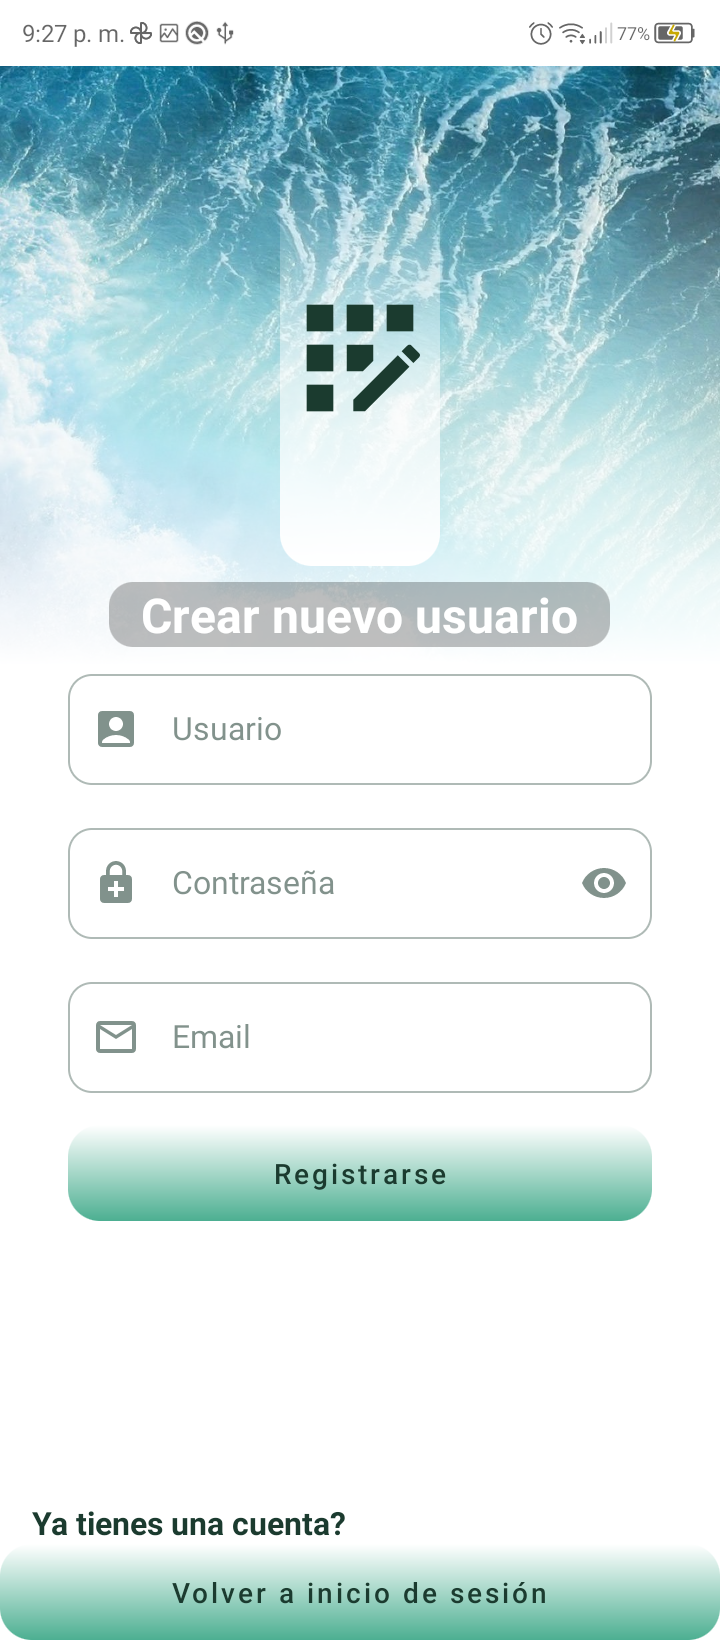 9:27 p. m.
77%
Crear nuevo usuario
Usuario
Contraseña
Email
Registrarse
Ya tienes una cuenta?
Volver a inicio de sesión